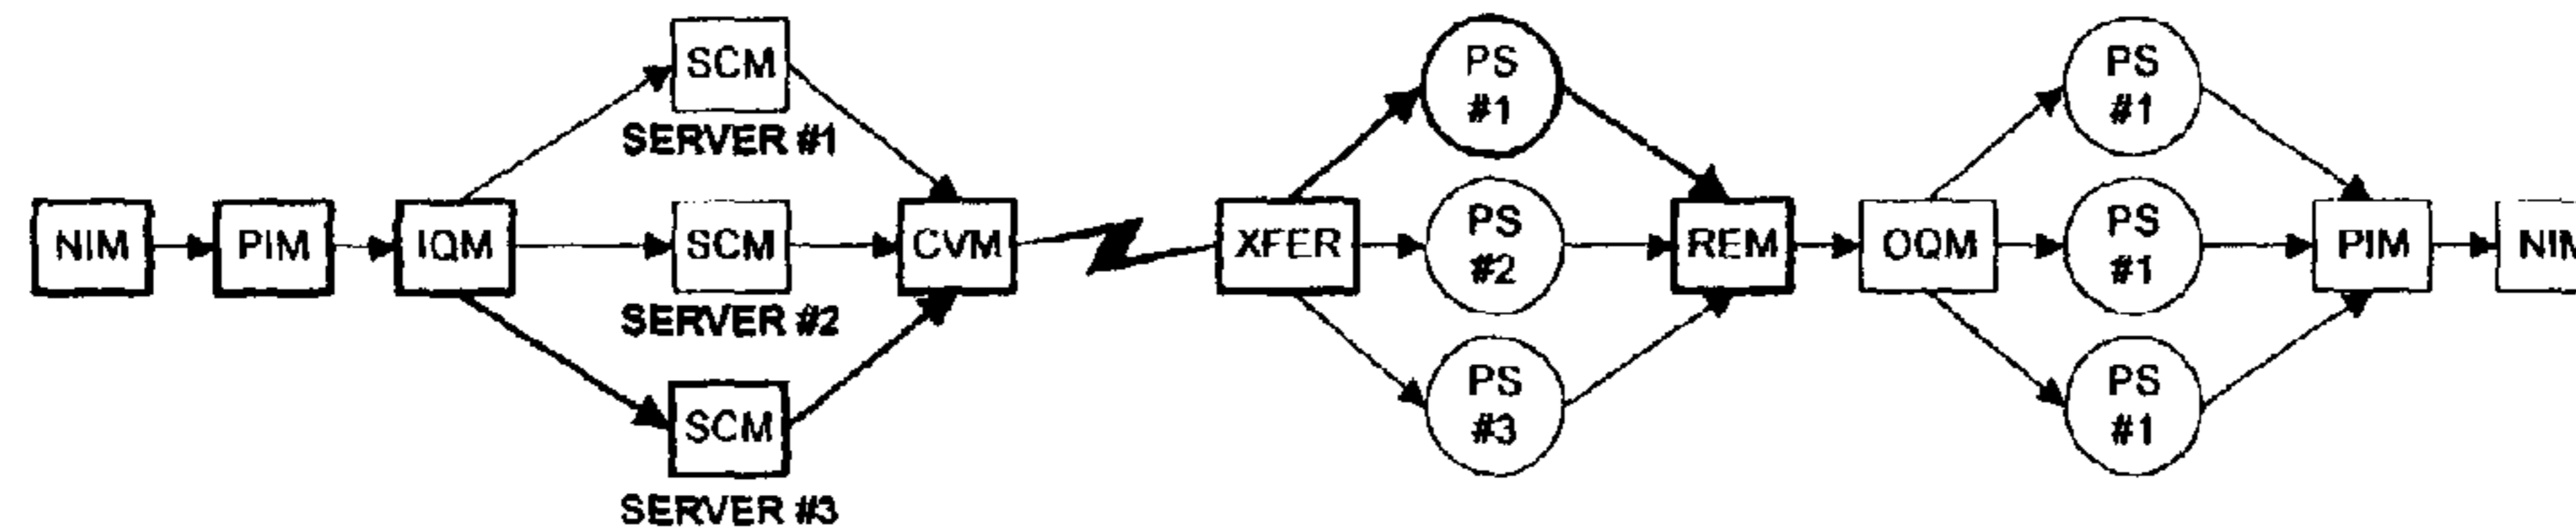 NIM
PIM
IQM
SCM
SERVER #1
SCM
SERVER #2
SCM
SERVER #3
CVM
XFER
PS
#1
PS
#2
PS
#3
REM
OQM
PS
#1
PS
#1
PS
#1
PIM